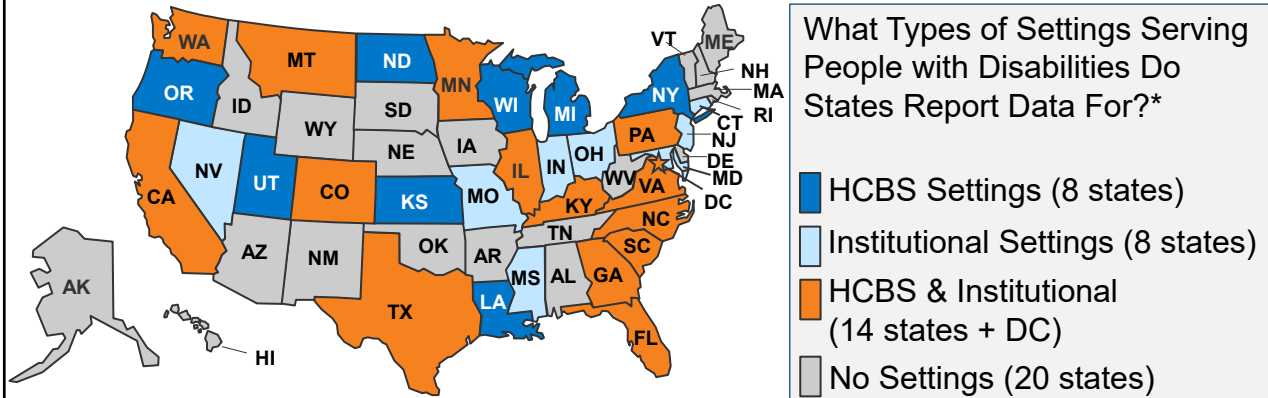 WA
MT
ND
MN
OR
ID
SD
WI
MI
NY
VT
ME
NH
MA
RI
CT
NJ
DE
MD
DC
WY
NE
IA
PA
NV
UT
CO
KS
MO
IL
IN
OH
WV
VA
KY
CA
AZ
NM
OK
AR
TN
NC
SC
MS
AL
GA
LA
TX
FL
AK
HI
What Types of Settings Serving
People with Disabilities Do
States Report Data For?*
HCBS Settings (8 states)
Institutional Settings (8 states)
HCBS & Institutional
(14 states + DC)
No Settings (20 states)